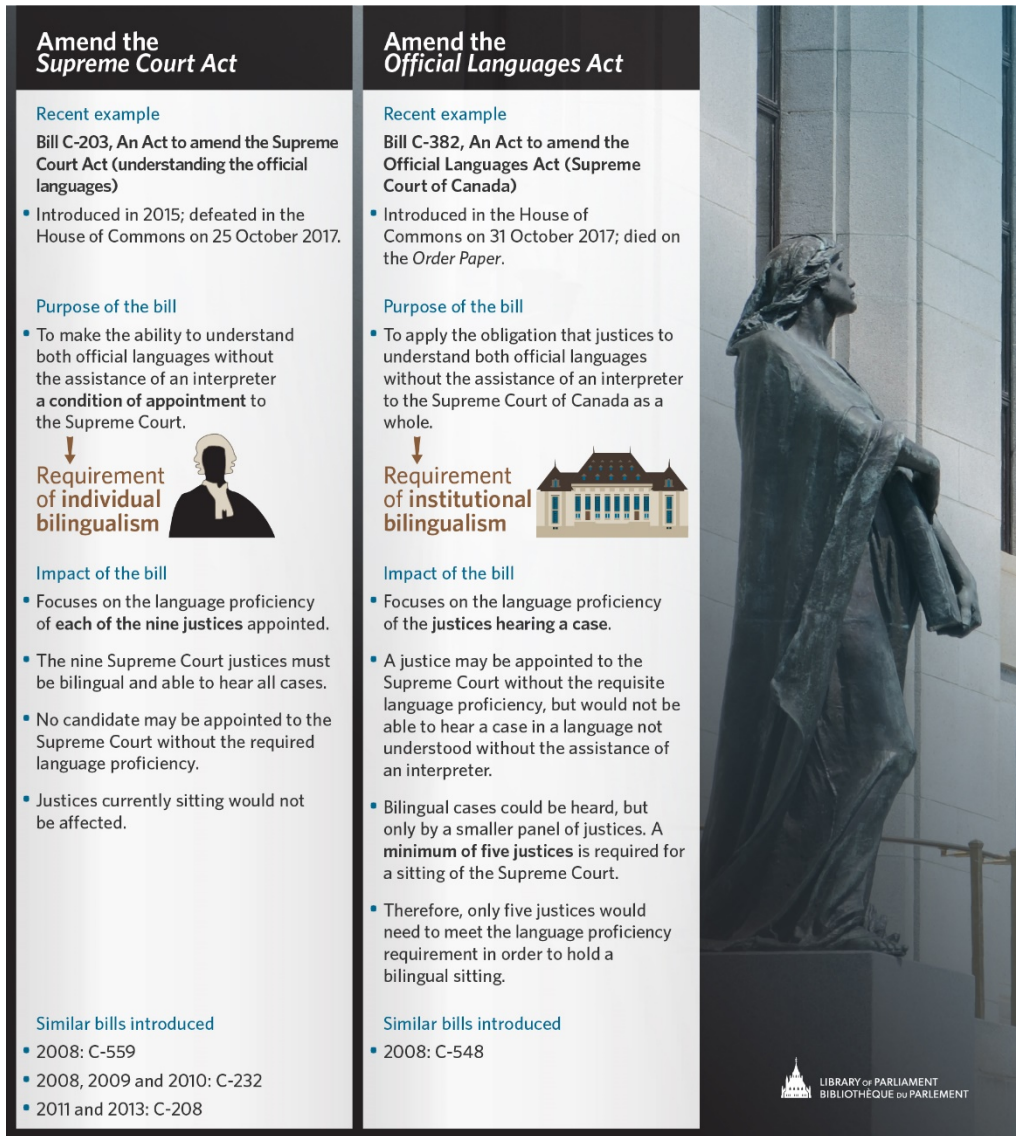 Amend the
Supreme Court Act
Recent example
Bill C-203, An Act to amend the Supreme
Court Act (understanding the official
languages)
• Introduced in 2015; defeated in the
House of Commons on 25 October 2017.
Purpose of the bill
• To make the ability to understand
both official languages without
the assistance of an interpreter
a condition of appointment to
the Supreme Court.
Requirement
of individual
bilingualism
Impact of the bill
• Focuses on the language proficiency
of each of the nine justices appointed.
• The nine Supreme Court justices must
be bilingual and able to hear all cases.
• No candidate may be appointed to the
Supreme Court without the required
language proficiency.
• Justices currently sitting would not
be affected.
Similar bills introduced
• 2008: C-559
• 2008, 2009 and 2010: C-232
• 2011 and 2013: C-208
Amend the
Official Languages Act
Recent example
Bill C-382, An Act to amend the
Official Languages Act (Supreme
Court of Canada)
• Introduced in the House of
Commons on 31 October 2017; died on
the Order Paper.
Purpose of the bill
• To apply the obligation that justices to
understand both official languages
without the assistance of an interpreter
to the Supreme Court of Canada as a
whole.
Requirement
of institutional
bilingualism
Impact of the bill
• Focuses on the language proficiency
of the justices hearing a case.
• A justice may be appointed to the
Supreme Court without the requisite
language proficiency, but would not be
able to hear a case in a language not
understood without the assistance of
an interpreter.
• Bilingual cases could be heard, but
only by a smaller panel of justices. A
minimum of five justices is required for
a sitting of the Supreme Court.
• Therefore, only five justices would
need to meet the language proficiency
requirement in order to hold a
bilingual sitting.
Similar bills introduced
• 2008: C-548
LIBRARY OF PARLIAMENT
BIBLIOTHÈQUE DU PARLEMENT